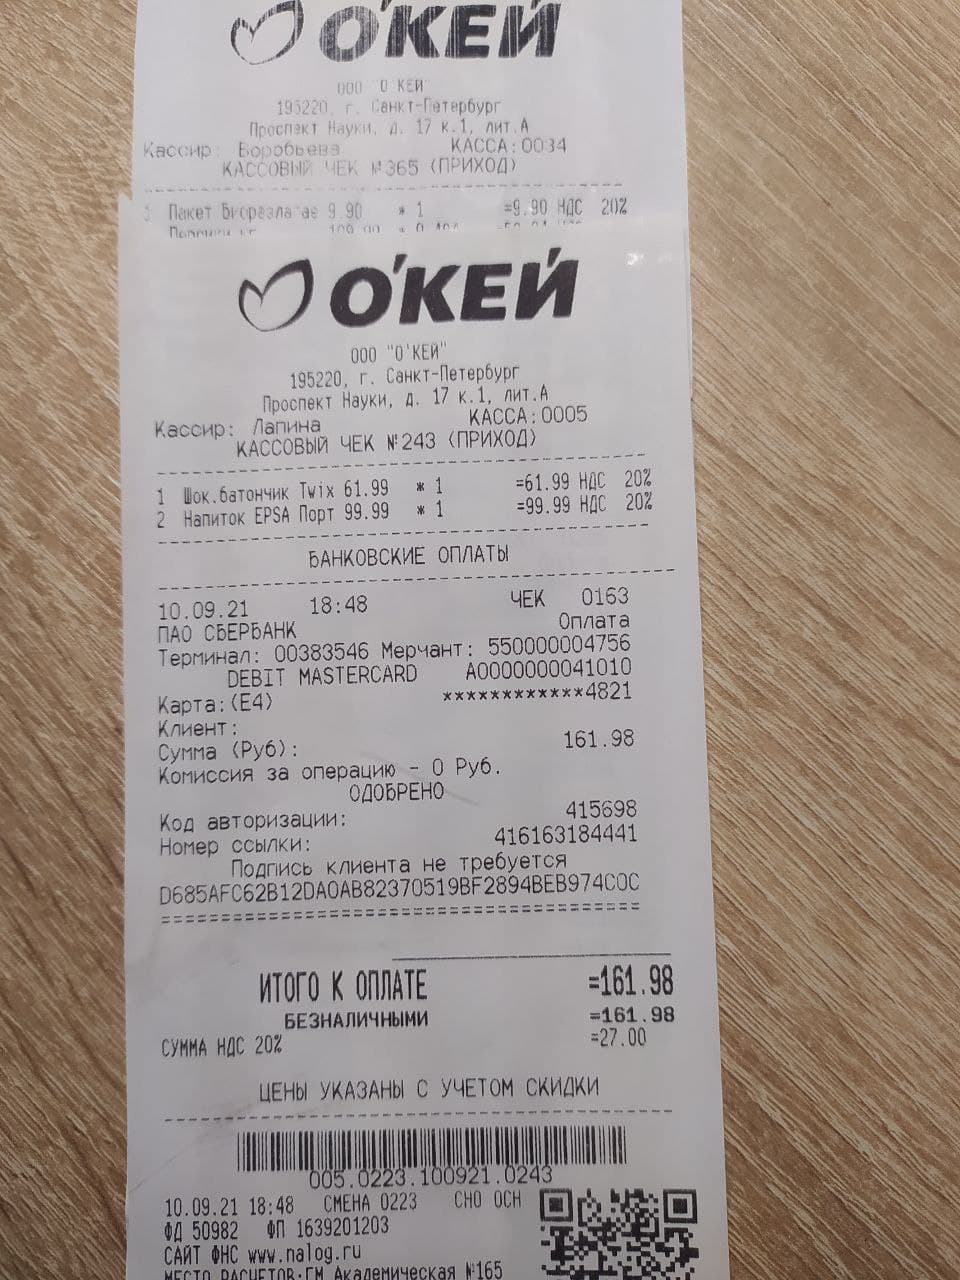 О'КЕЙ
ООО "О'КЕЙ"
195220, г. Санкт-Петербург
Проспект Науки, д. 17 к.1, лит.А
Кассир: Воробьева КАССА:0034
КАССОВЫЙ ЧЕК №365 (ПРИХОД)
1 Пакет Биоразлагае 9.90 * 1 =9.90 НДС 20%
О'КЕЙ
ООО "О'КЕЙ"
195220, г. Санкт-Петербург
Проспект Науки, д. 17 к.1, лит.А
Кассир: Лапина КАССА:0005
КАССОВЫЙ ЧЕК №243 (ПРИХОД)
1 Шок.батончик Twix 61.99 * 1 =61.99 НДС 20%
2 Напиток EPSA Порт 99.99 * 1 =99.99 НДС 20%
БАНКОВСКИЕ ОПЛАТЫ
10.09.21 18:48 ЧЕК 0163
ПАО СБЕРБАНК Оплата
Терминал: 00383546 Мерчант: 550000004756
DEBIT MASTERCARD A0000000041010
Карта:(E4) ************4821
Клиент:
Сумма (Руб): 161.98
Комиссия за операцию - 0 Руб.
ОДОБРЕНО
Код авторизации: 415698
Номер ссылки: 416163184441
Подпись клиента не требуется
D685AFC62B12DA0AB82370519BF2894BEB974C0C
========================================
ИТОГО К ОПЛАТЕ =161.98
БЕЗНАЛИЧНЫМИ =161.98
СУММА НДС 20% =27.00
ЦЕНЫ УКАЗАНЫ С УЧЕТОМ СКИДКИ
005.0223.100921.0243
10.09.21 18:48 СМЕНА 0223 СНО ОСН
ФД 50982 ФП 1639201203
САЙТ ФНС www.nalog.ru
МЕСТО РАСЧЕТОВ:ГМ Академическая №165